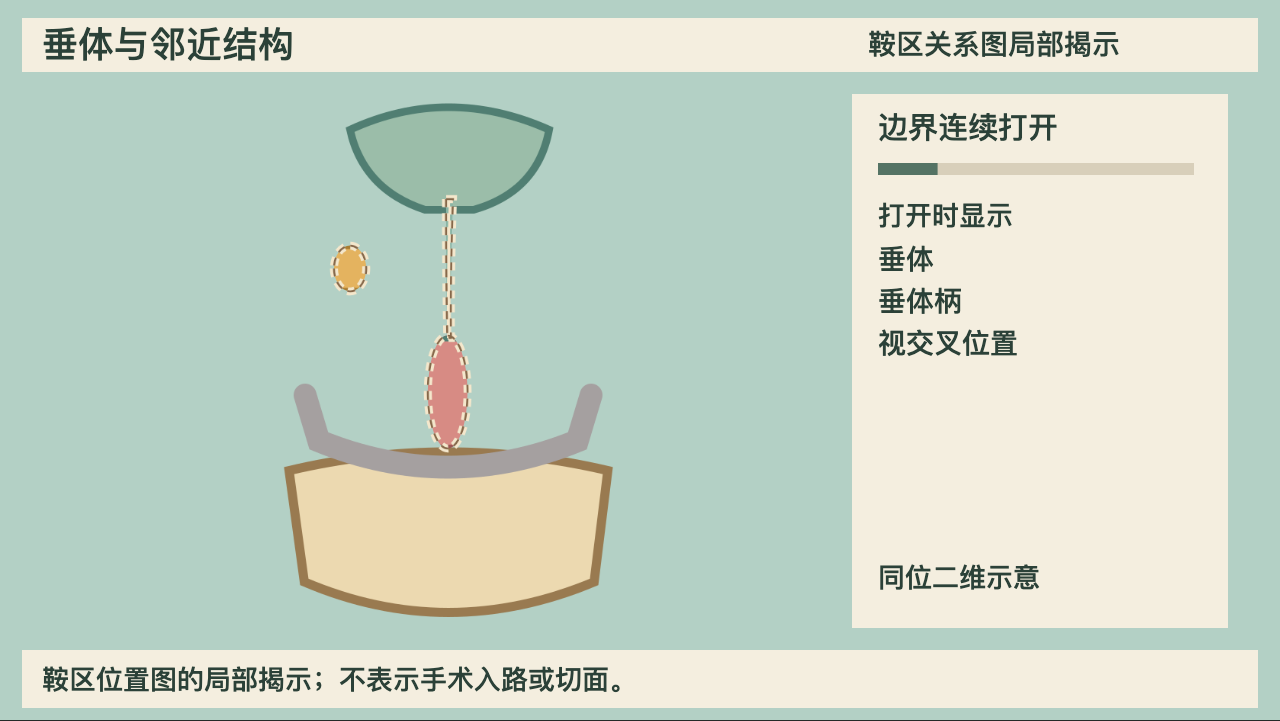 垂体与邻近结构
鞍区关系图局部揭示
边界连续打开
打开时显示
垂体
垂体柄
视交叉位置
同位二维示意
鞍区位置图的局部揭示；不表示手术入路或切面。